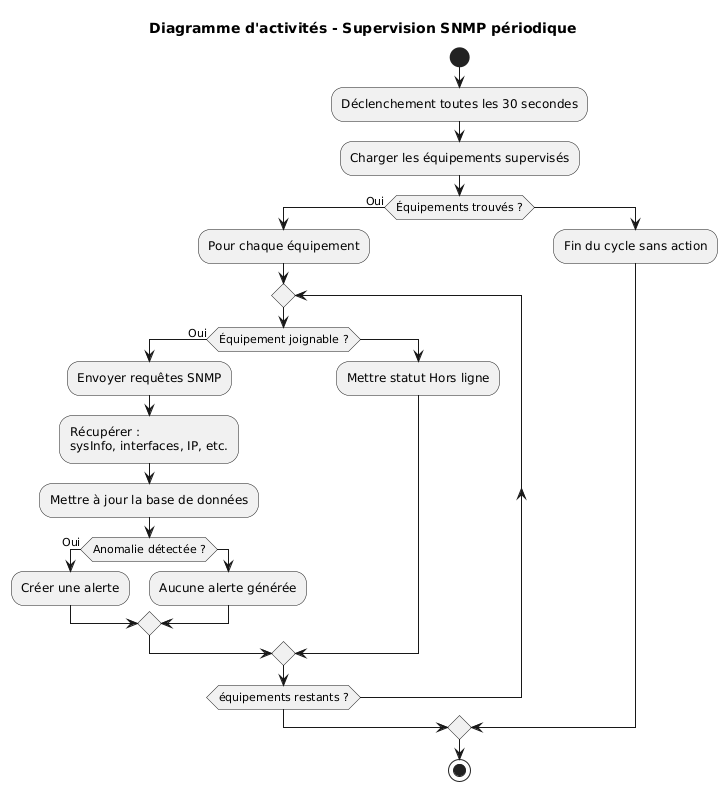 Diagramme d'activités - Supervision SNMP périodique
Déclenchement toutes les 30 secondes
Charger les équipements supervisés
Oui
Équipements trouvés ?
Pour chaque équipement
Fin du cycle sans action
Oui
Équipement joignable ?
Envoyer requêtes SNMP
Mettre statut Hors ligne
Récupérer :
sysInfo, interfaces, IP, etc.
Mettre à jour la base de données
Oui
Anomalie détectée ?
Créer une alerte
Aucune alerte générée
équipements restants ?